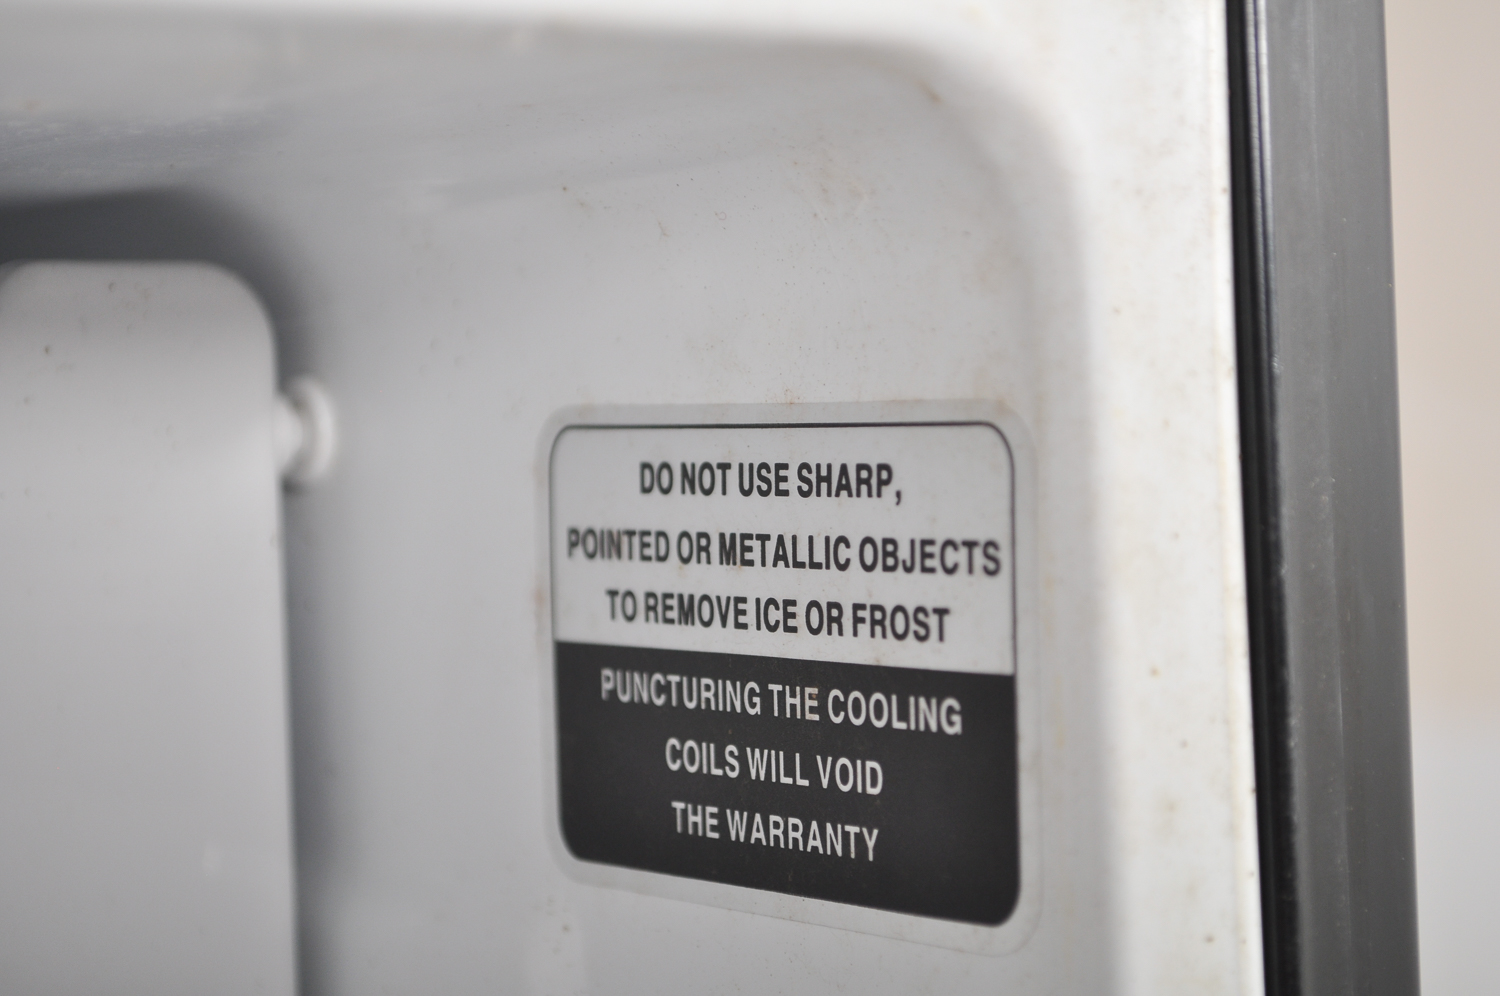 DO NOT USE SHARP,
POINTED OR METALLIC OBJECTS
TO REMOVE ICE OR FROST
PUNCTURING THE COOLING
COILS WILL VOID
THE WARRANTY